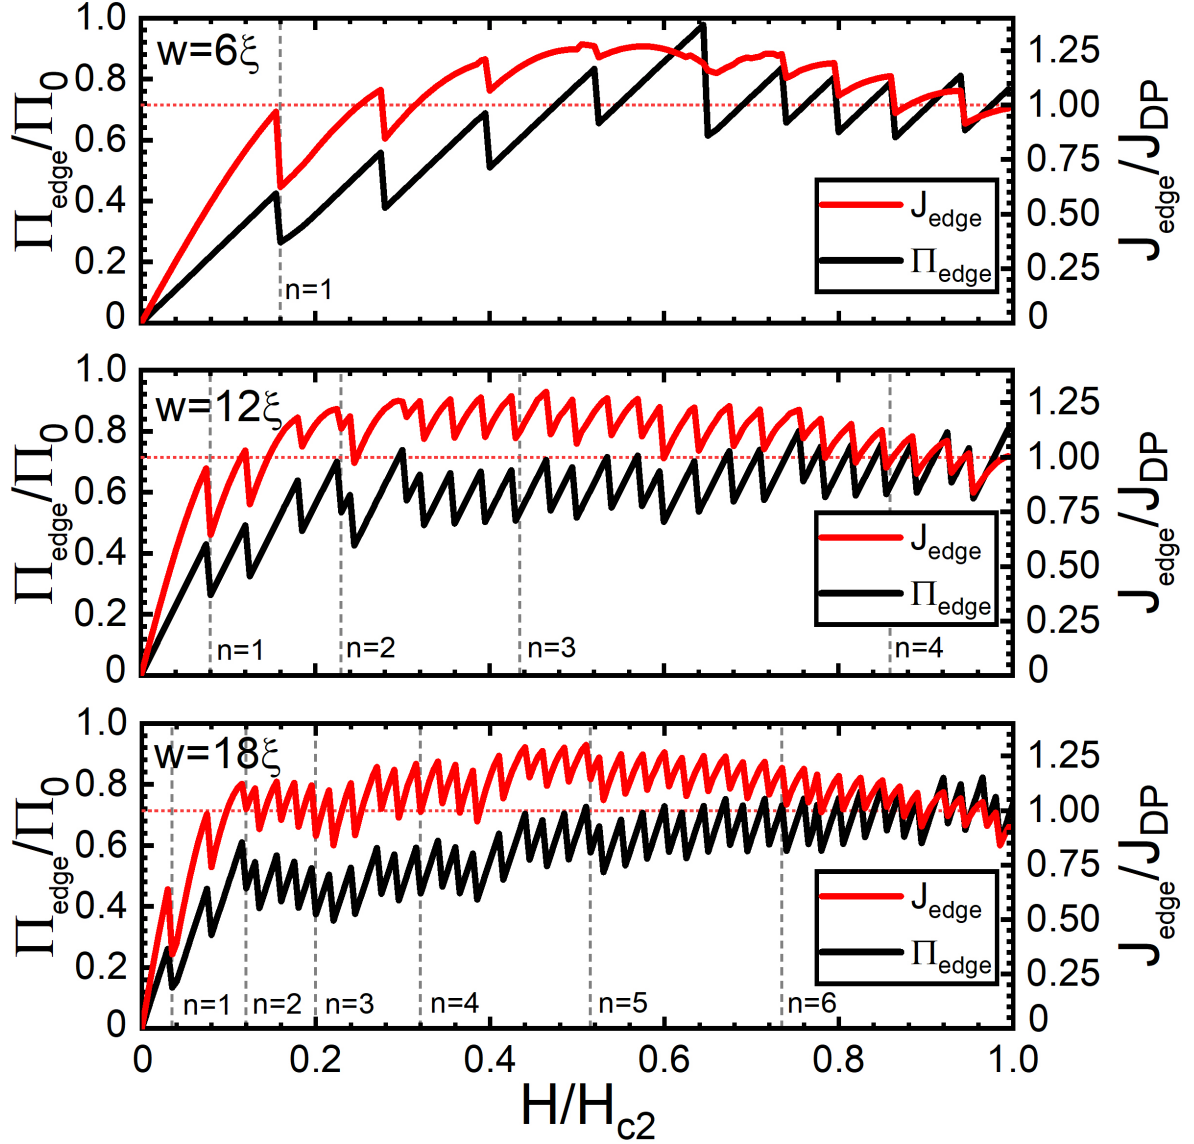 w=6ξ
1.0
0.8
0.6
0.4
0.2
0
Π_edge/Π_0
1.25
1.00
0.75
0.50
0.25
0
J_edge/J_DP
J_edge
Π_edge
n=1
w=12ξ
1.0
0.8
0.6
0.4
0.2
0
Π_edge/Π_0
1.25
1.00
0.75
0.50
0.25
0
J_edge/J_DP
J_edge
Π_edge
n=1 n=2 n=3 n=4
w=18ξ
1.0
0.8
0.6
0.4
0.2
0
Π_edge/Π_0
1.25
1.00
0.75
0.50
0.25
0
J_edge/J_DP
J_edge
Π_edge
n=1 n=2 n=3 n=4 n=5 n=6
0 0.2 0.4 0.6 0.8 1.0
H/H_c2